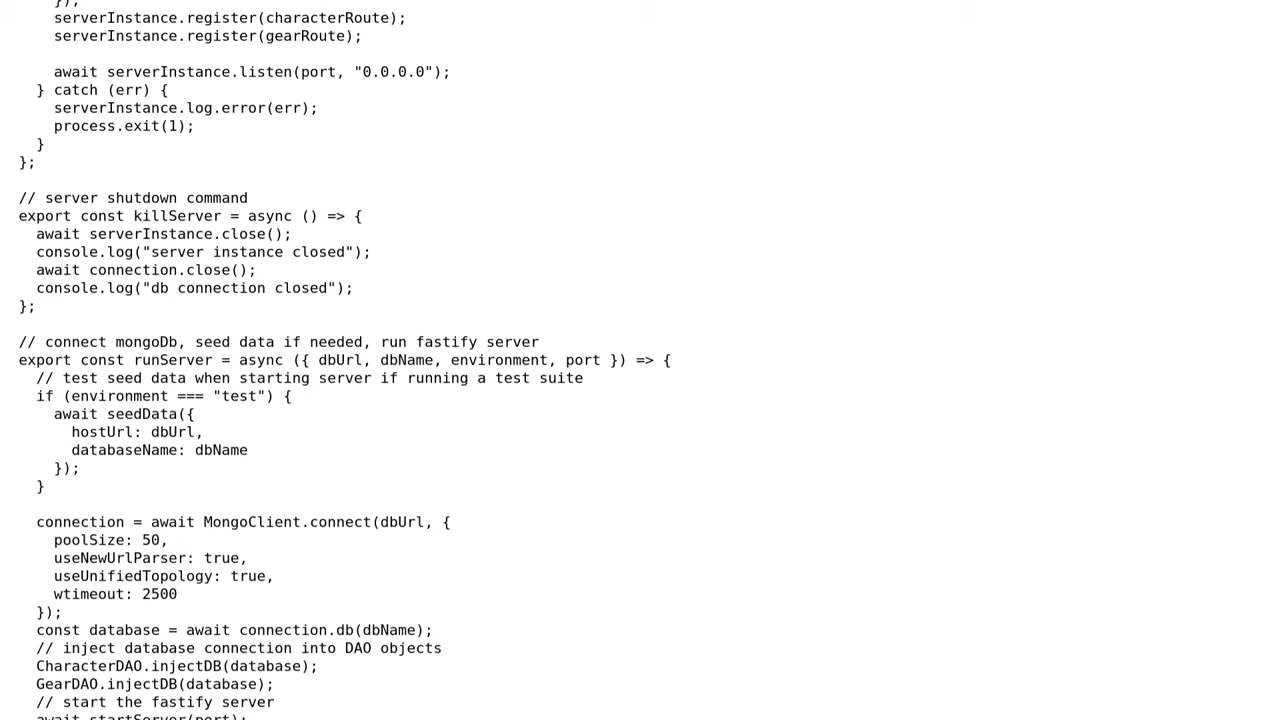 });
serverInstance.register(characterRoute);
serverInstance.register(gearRoute);
await serverInstance.listen(port, "0.0.0.0");
} catch (err) {
serverInstance.log.error(err);
process.exit(1);
}
};
// server shutdown command
export const killServer = async () => {
await serverInstance.close();
console.log("server instance closed");
await connection.close();
console.log("db connection closed");
};
// connect mongoDb, seed data if needed, run fastify server
export const runServer = async ({ dbUrl, dbName, environment, port }) => {
// test seed data when starting server if running a test suite
if (environment === "test") {
await seedData({
hostUrl: dbUrl,
databaseName: dbName
});
}
connection = await MongoClient.connect(dbUrl, {
poolSize: 50,
useNewUrlParser: true,
useUnifiedTopology: true,
wtimeout: 2500
});
const database = await connection.db(dbName);
// inject database connection into DAO objects
CharacterDAO.injectDB(database);
GearDAO.injectDB(database);
// start the fastify server
await startServer(port);